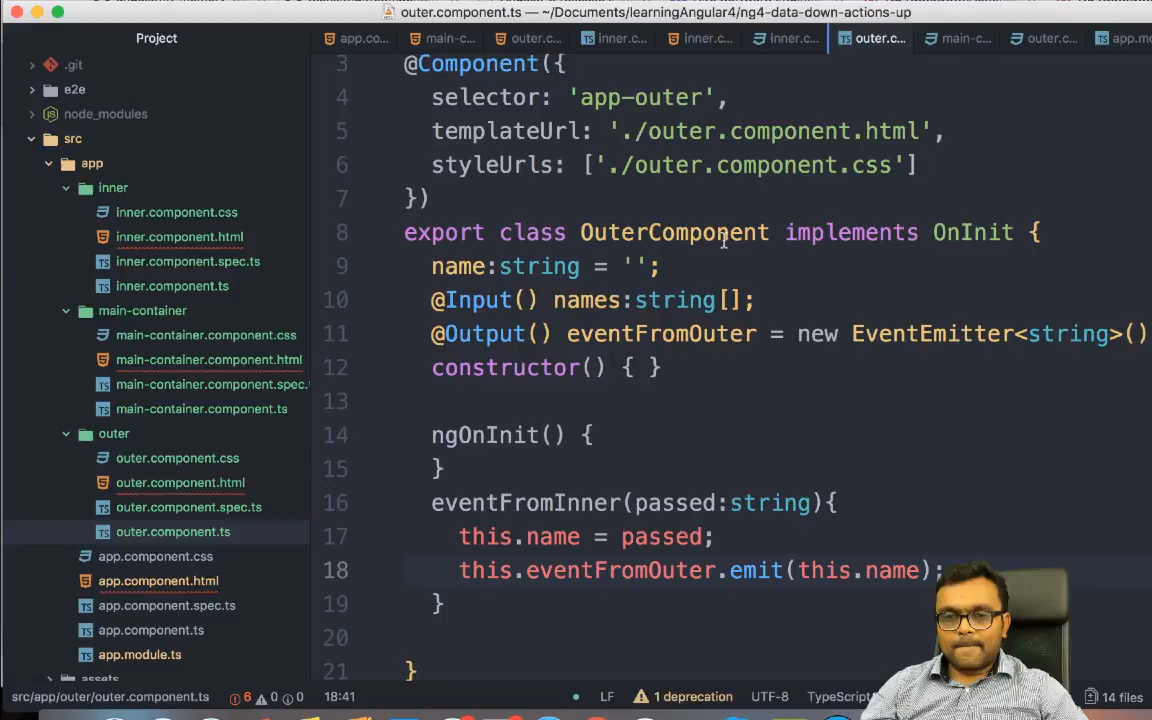 outer.component.ts — ~/Documents/learningAngular4/ng4-data-down-actions-up
Project
app.co...
main-c...
outer.c...
inner.c...
inner.c...
inner.c...
outer.c...
main-c...
outer.c...
app.mo
.git
e2e
node_modules
src
app
inner
inner.component.css
inner.component.html
inner.component.spec.ts
inner.component.ts
main-container
main-container.component.css
main-container.component.html
main-container.component.spec.
main-container.component.ts
outer
outer.component.css
outer.component.html
outer.component.spec.ts
outer.component.ts
app.component.css
app.component.html
app.component.spec.ts
app.component.ts
app.module.ts
assets
3 @Component({
4 selector: 'app-outer',
5 templateUrl: './outer.component.html',
6 styleUrls: ['./outer.component.css']
7 })
8 export class OuterComponent implements OnInit {
9 name:string = '';
10 @Input() names:string[];
11 @Output() eventFromOuter = new EventEmitter<string>()
12 constructor() { }
13
14 ngOnInit() {
15 }
16 eventFromInner(passed:string){
17 this.name = passed;
18 this.eventFromOuter.emit(this.name);
19 }
20
21 }
src/app/outer/outer.component.ts 6 0 0 18:41 LF 1 deprecation UTF-8 TypeScript 14 files